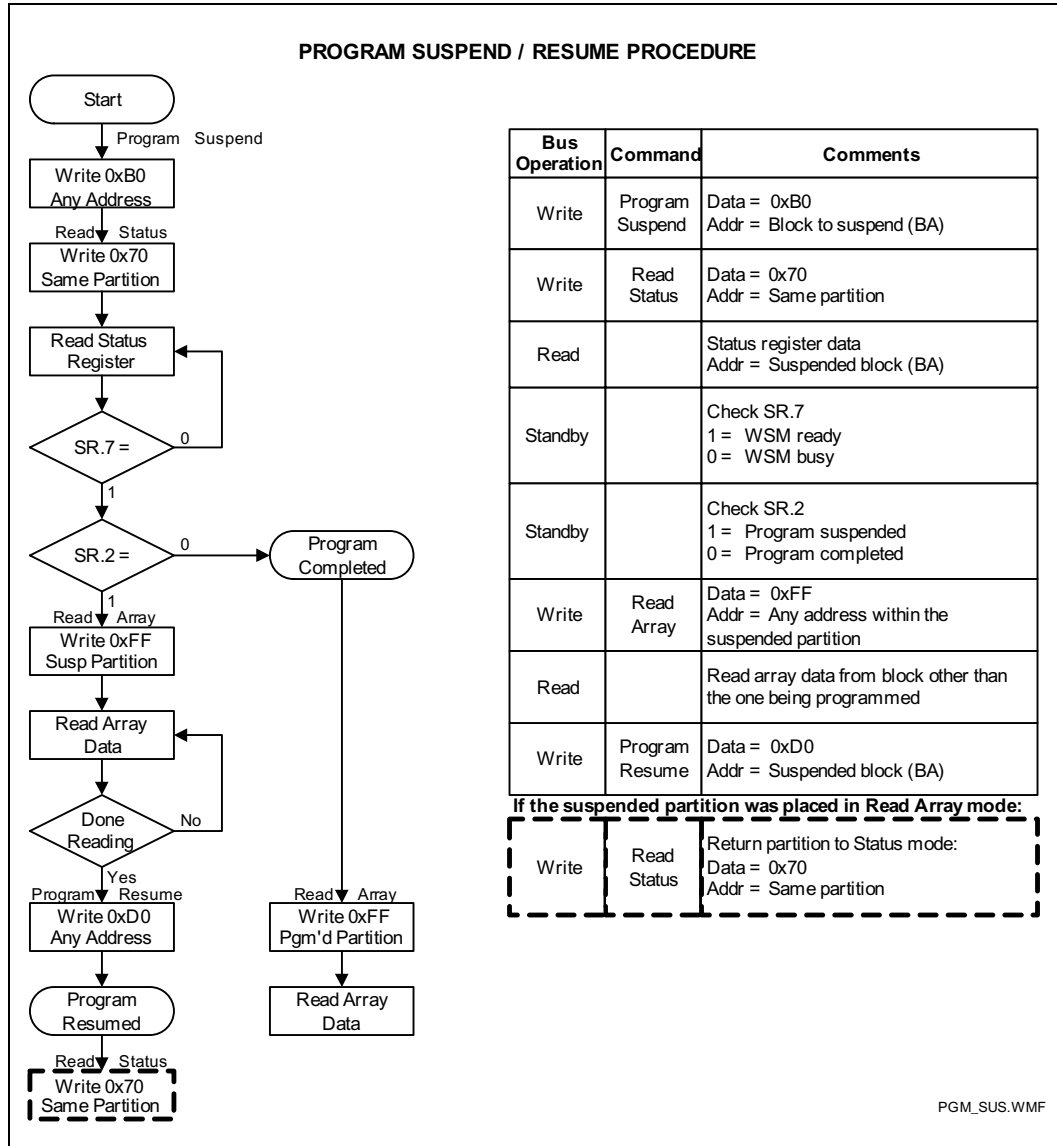 PROGRAM SUSPEND / RESUME PROCEDURE
Start
Program Suspend
Write 0xB0
Any Address
Read Status
Write 0x70
Same Partition
Read Status
Register
SR.7 =
0
1
SR.2 =
0
1
Program
Completed
Read Array
Write 0xFF
Susp Partition
Read Array
Data
Done
Reading
No
Yes
Program Resume
Write 0xD0
Any Address
Read Array
Write 0xFF
Pgm'd Partition
Program
Resumed
Read Array
Data
Read Status
Write 0x70
Same Partition
Bus
Operation
Command
Comments
Write
Program
Suspend
Data = 0xB0
Addr = Block to suspend (BA)
Write
Read
Status
Data = 0x70
Addr = Same partition
Read
Status register data
Addr = Suspended block (BA)
Standby
Check SR.7
1 = WSM ready
0 = WSM busy
Standby
Check SR.2
1 = Program suspended
0 = Program completed
Write
Read
Array
Data = 0xFF
Addr = Any address within the
suspended partition
Read
Read array data from block other than
the one being programmed
Write
Program
Resume
Data = 0xD0
Addr = Suspended block (BA)
If the suspended partition was placed in Read Array mode:
Write
Read
Status
Return partition to Status mode:
Data = 0x70
Addr = Same partition
PGM_SUS.WMF